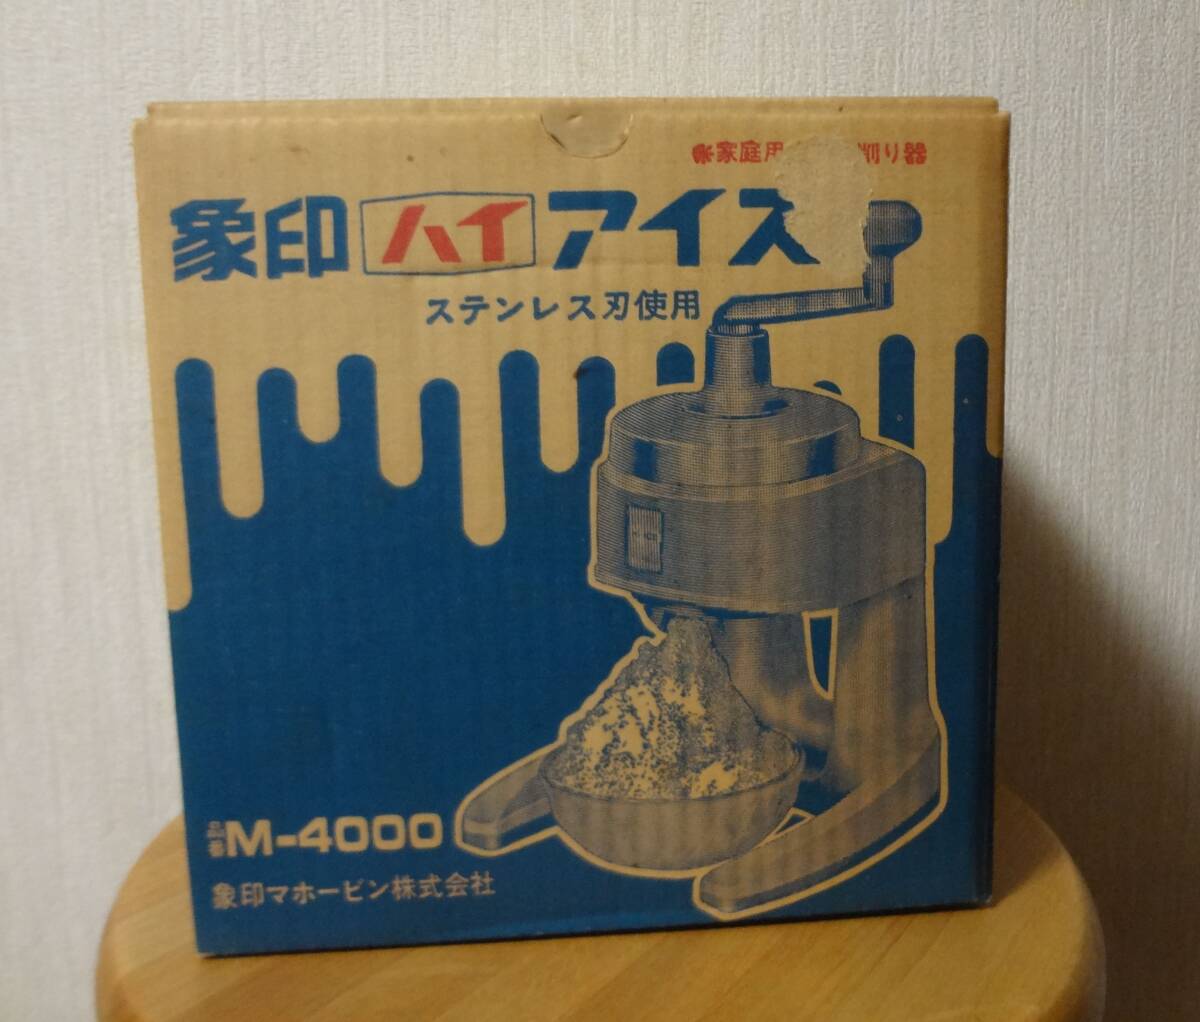 家庭用 削り器
象印 ハイ アイス
ステンレス刃使用
品番 M-4000
象印マホービン株式会社